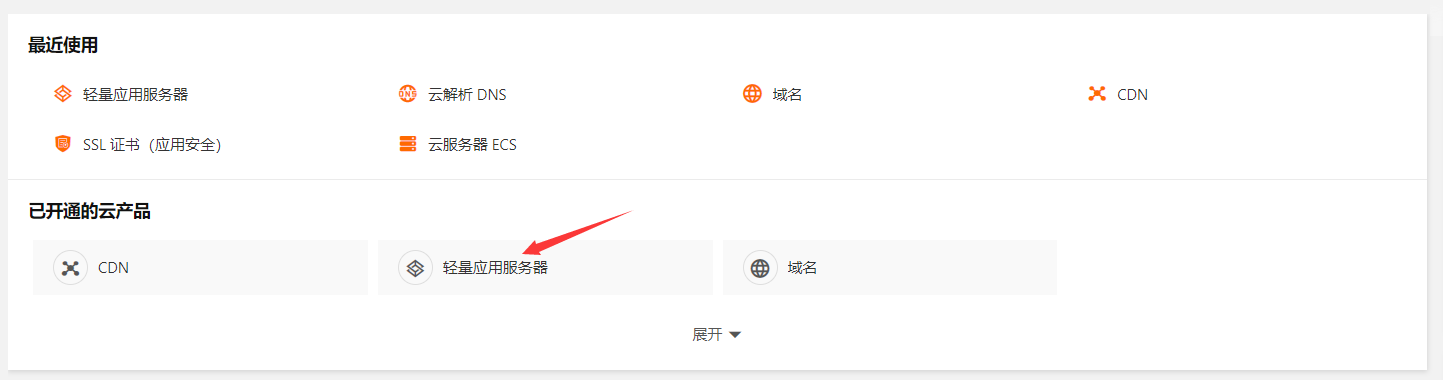 最近使用
轻量应用服务器
云解析 DNS
域名
CDN
SSL 证书（应用安全）
云服务器 ECS
已开通的云产品
CDN
轻量应用服务器
域名
展开